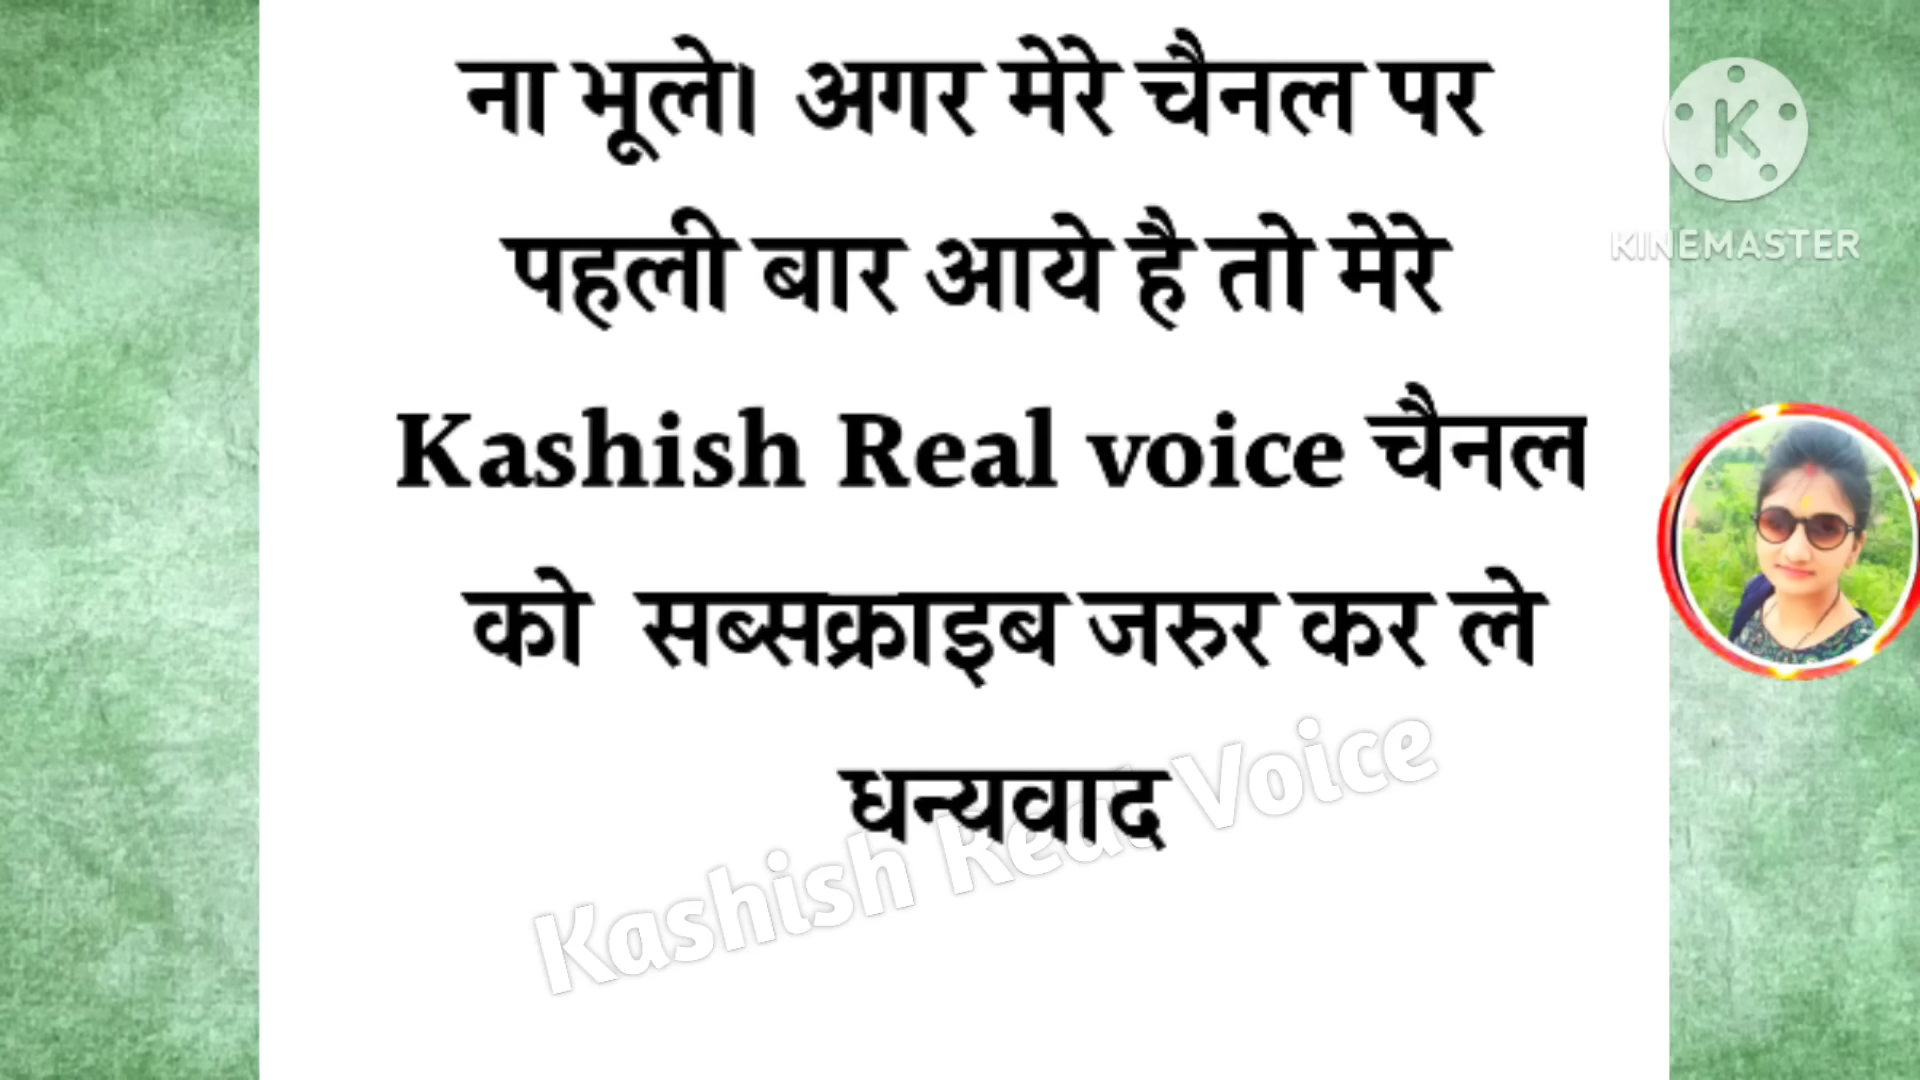 ना भूले। अगर मेरे चैनल पर
पहली बार आये है तो मेरे
Kashish Real voice चैनल
को सब्सक्राइब जरुर कर ले
धन्यवाद
Kashish Real Voice
K
KINEMASTER